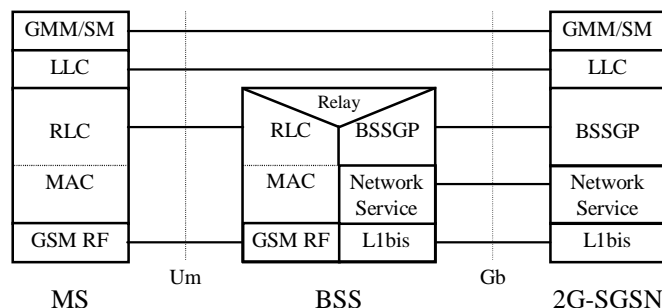 GMM/SM
GMM/SM
LLC
LLC
Relay
RLC
RLC
BSSGP
BSSGP
MAC
MAC
Network
Service
Network
Service
GSM RF
GSM RF
L1bis
L1bis
Um
Gb
MS
BSS
2G-SGSN